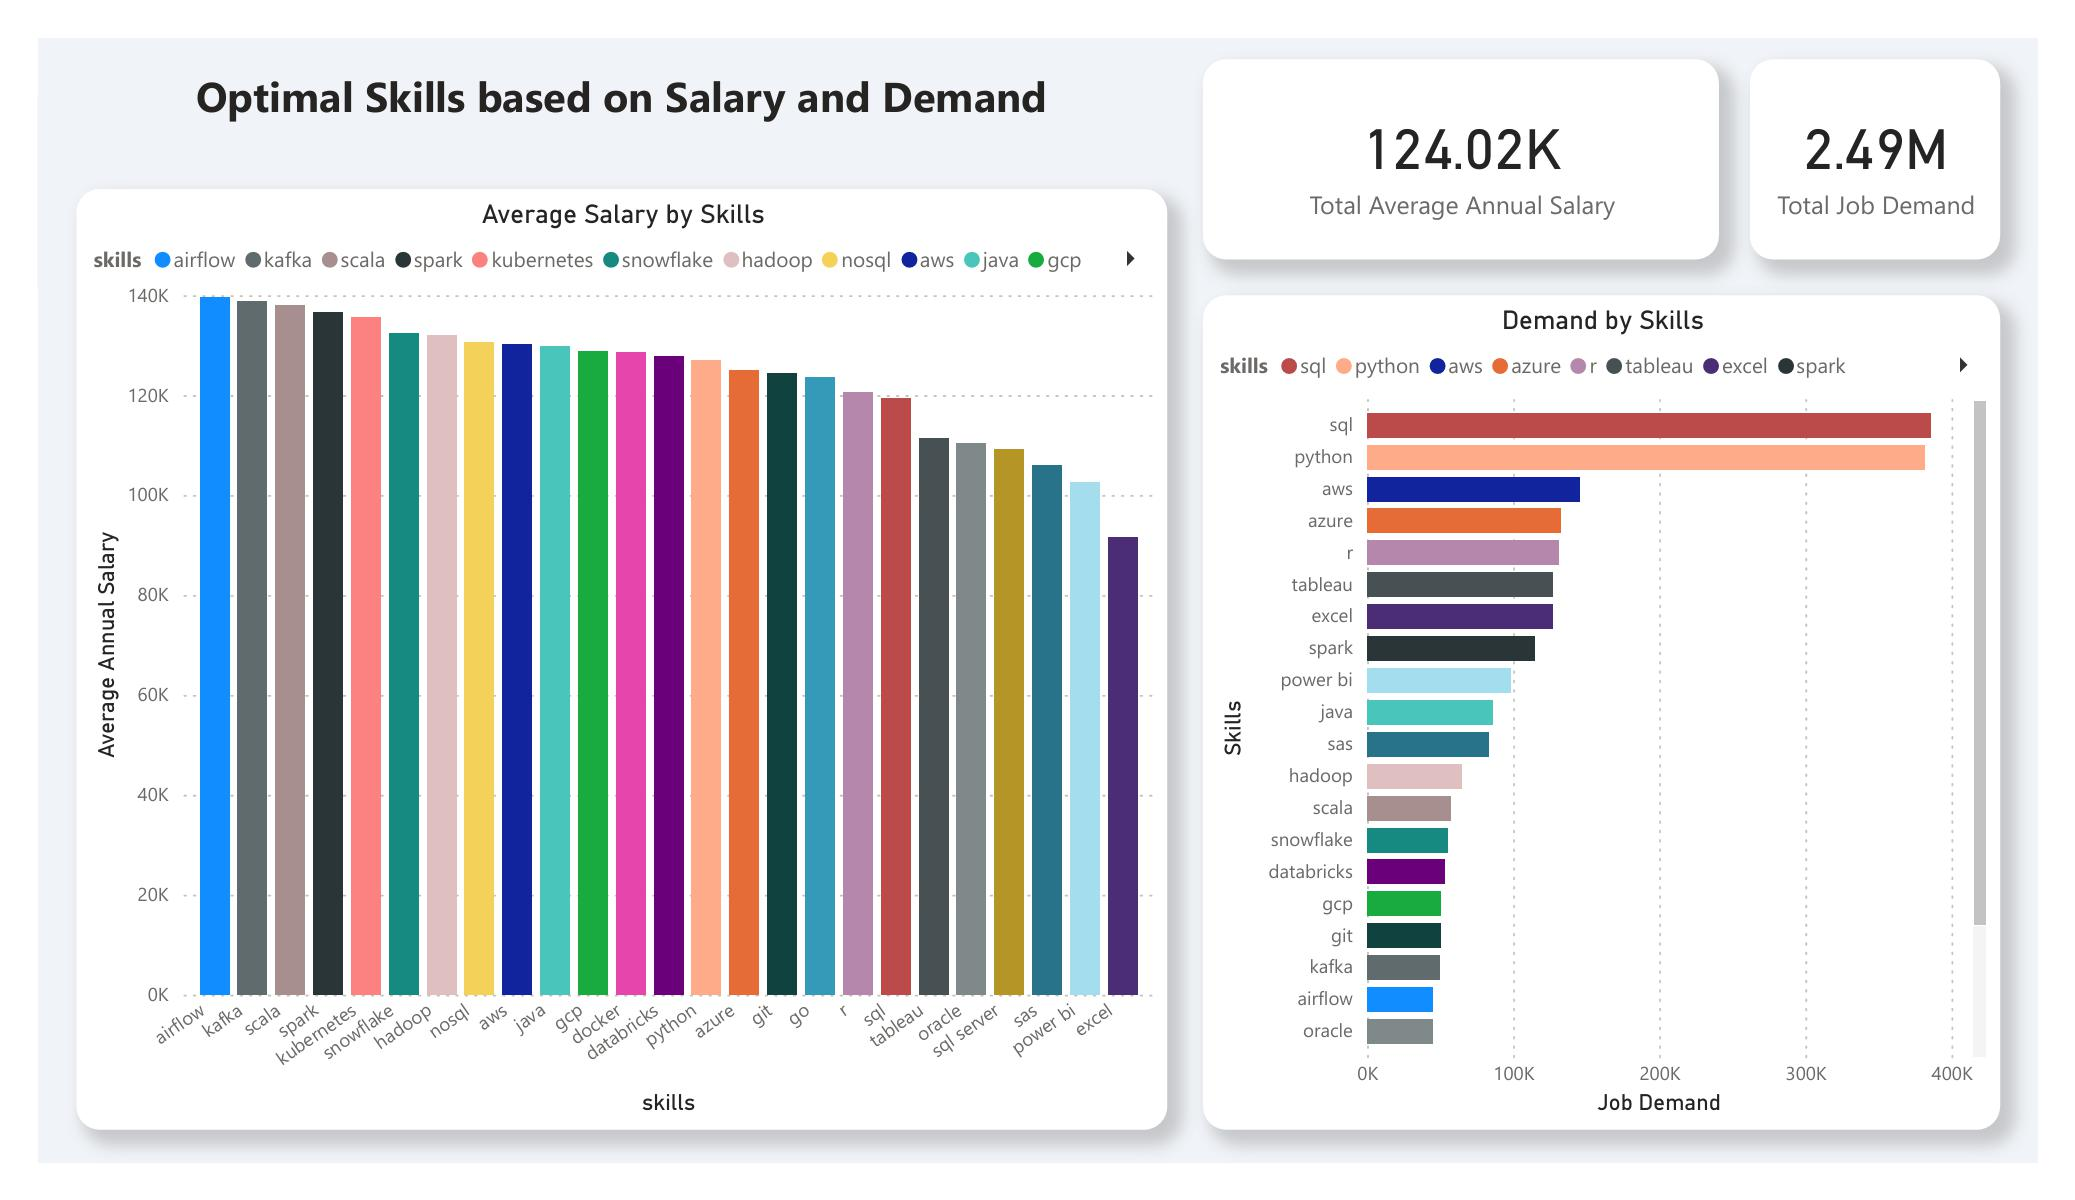 Optimal Skills based on Salary and Demand
124.02K
Total Average Annual Salary
2.49M
Total Job Demand
Average Salary by Skills
skills airflow kafka scala spark kubernetes snowflake hadoop nosql aws java gcp
Average Annual Salary
140K
120K
100K
80K
60K
40K
20K
0K
airflow
kafka
scala
spark
kubernetes
snowflake
hadoop
nosql
aws
java
gcp
docker
databricks
python
azure
git
go
r
sql
tableau
oracle
sql server
sas
power bi
excel
skills
Demand by Skills
skills sql python aws azure r tableau excel spark
Skills
sql
python
aws
azure
r
tableau
excel
spark
power bi
java
sas
hadoop
scala
snowflake
databricks
gcp
git
kafka
airflow
oracle
0K 100K 200K 300K 400K
Job Demand